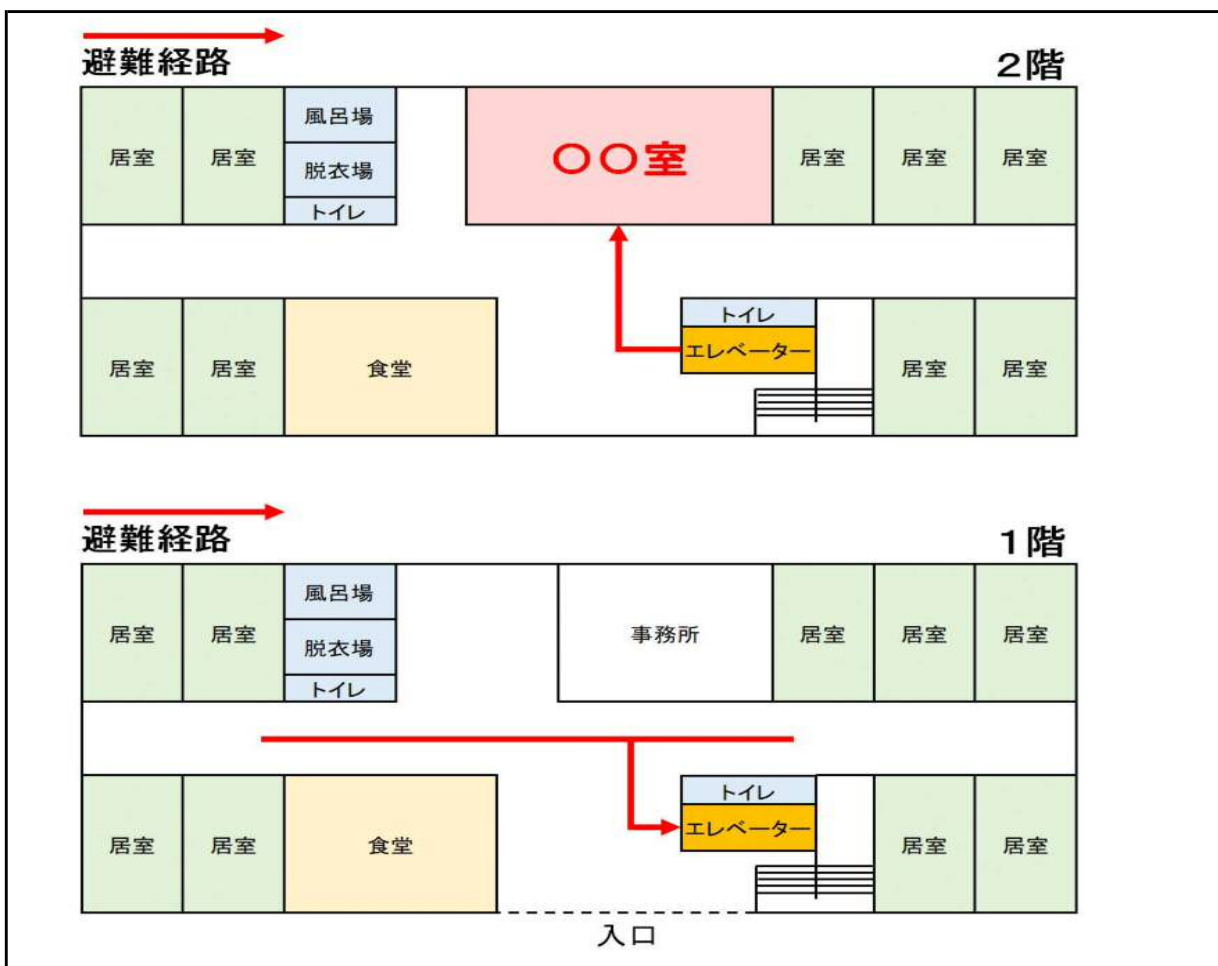 避難経路
２階
居室
居室
風呂場
脱衣場
トイレ
〇〇室
居室
居室
居室
居室
居室
食堂
トイレ
エレベーター
居室
居室
避難経路
１階
居室
居室
風呂場
脱衣場
トイレ
事務所
居室
居室
居室
居室
居室
食堂
トイレ
エレベーター
居室
居室
入口